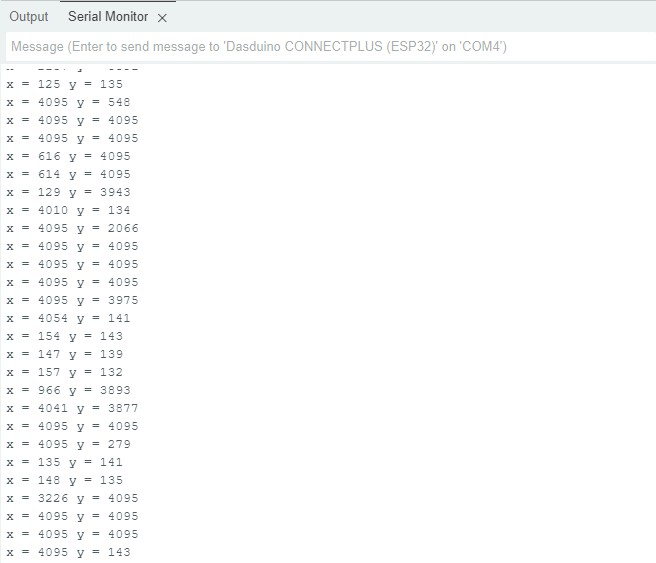 Output Serial Monitor ×
Message (Enter to send message to 'Dasduino CONNECTPLUS (ESP32)' on 'COM4')
x = 125 y = 135
x = 4095 y = 548
x = 4095 y = 4095
x = 4095 y = 4095
x = 616 y = 4095
x = 614 y = 4095
x = 129 y = 3943
x = 4010 y = 134
x = 4095 y = 2066
x = 4095 y = 4095
x = 4095 y = 4095
x = 4095 y = 4095
x = 4095 y = 3975
x = 4054 y = 141
x = 154 y = 143
x = 147 y = 139
x = 157 y = 132
x = 966 y = 3893
x = 4041 y = 3877
x = 4095 y = 4095
x = 4095 y = 279
x = 135 y = 141
x = 148 y = 135
x = 3226 y = 4095
x = 4095 y = 4095
x = 4095 y = 4095
x = 4095 y = 143